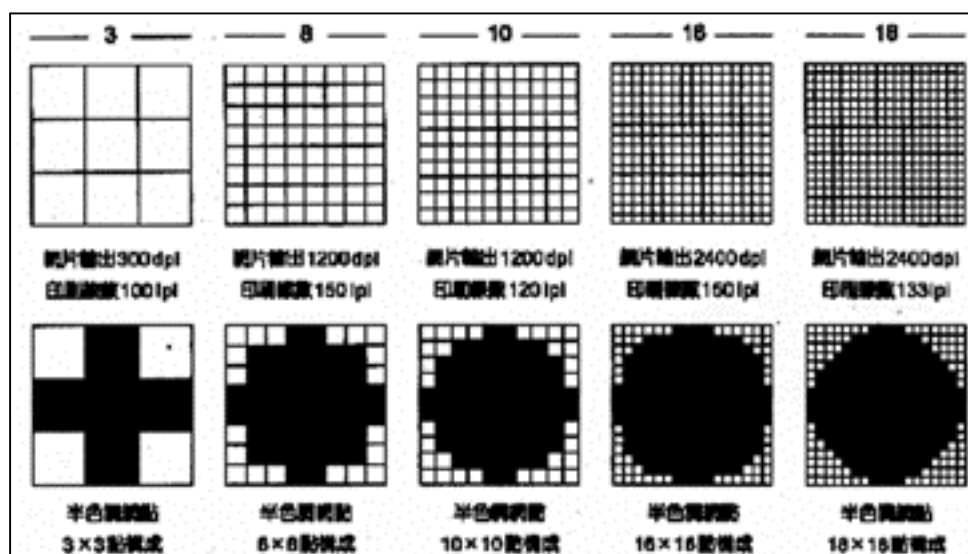 3 8 10 16 18
網片輸出300dpi 網片輸出1200dpi 網片輸出1200dpi 網片輸出2400dpi 網片輸出2400dpi
印刷線數100lpi 印刷線數150lpi 印刷線數120lpi 印刷線數150lpi 印刷線數133lpi
半色調網點 半色調網點 半色調網點 半色調網點 半色調網點
3×3點構成 8×8點構成 10×10點構成 16×16點構成 18×18點構成